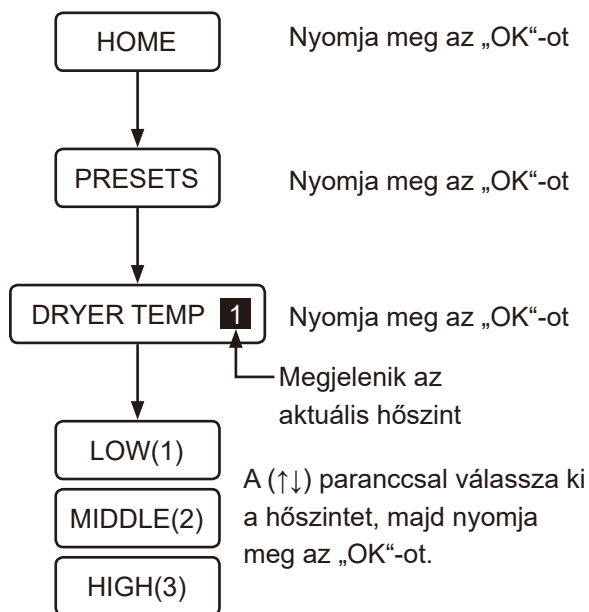 HOME
Nyomja meg az „OK“-ot
PRESETS
Nyomja meg az „OK“-ot
DRYER TEMP 1
Nyomja meg az „OK“-ot
Megjelenik az
aktuális hőszint
LOW(1)
MIDDLE(2)
HIGH(3)
A (↑↓) paranccsal válassza ki
a hőszintet, majd nyomja
meg az „OK“-ot.